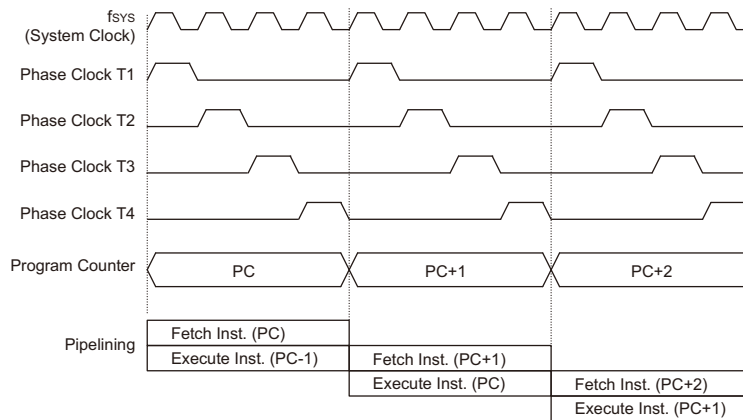 fSYS
(System Clock)
Phase Clock T1
Phase Clock T2
Phase Clock T3
Phase Clock T4
Program Counter
PC
PC+1
PC+2
Pipelining
Fetch Inst. (PC)
Execute Inst. (PC-1)
Fetch Inst. (PC+1)
Execute Inst. (PC)
Fetch Inst. (PC+2)
Execute Inst. (PC+1)